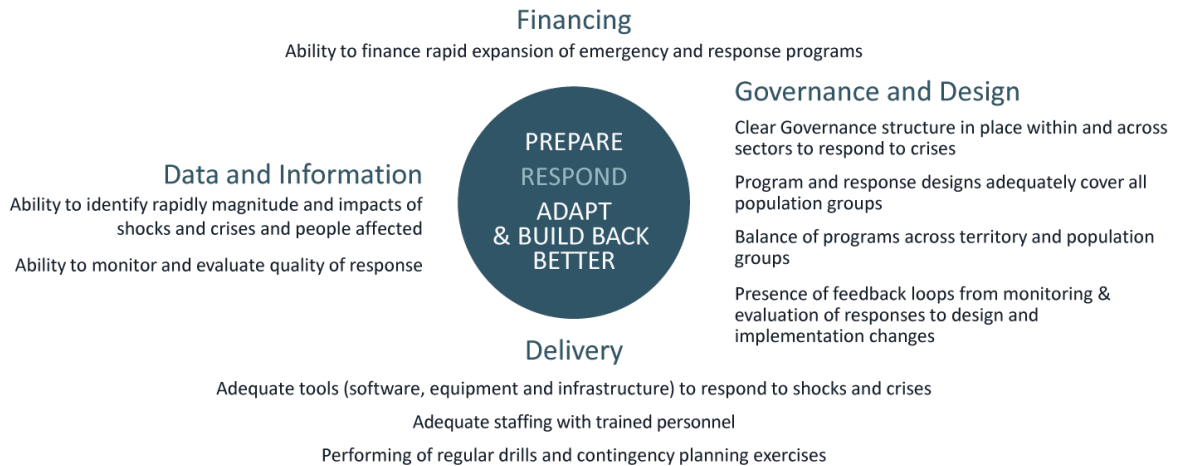 Financing
Ability to finance rapid expansion of emergency and response programs
Data and Information
Ability to identify rapidly magnitude and impacts of
shocks and crises and people affected
Ability to monitor and evaluate quality of response
PREPARE
RESPOND
ADAPT
& BUILD BACK
BETTER
Governance and Design
Clear Governance structure in place within and across
sectors to respond to crises
Program and response designs adequately cover all
population groups
Balance of programs across territory and population
groups
Presence of feedback loops from monitoring &
evaluation of responses to design and
implementation changes
Delivery
Adequate tools (software, equipment and infrastructure) to respond to shocks and crises
Adequate staffing with trained personnel
Performing of regular drills and contingency planning exercises